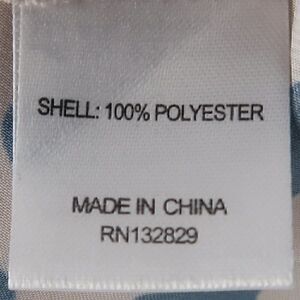 SHELL: 100% POLYESTER
MADE IN CHINA
RN132829